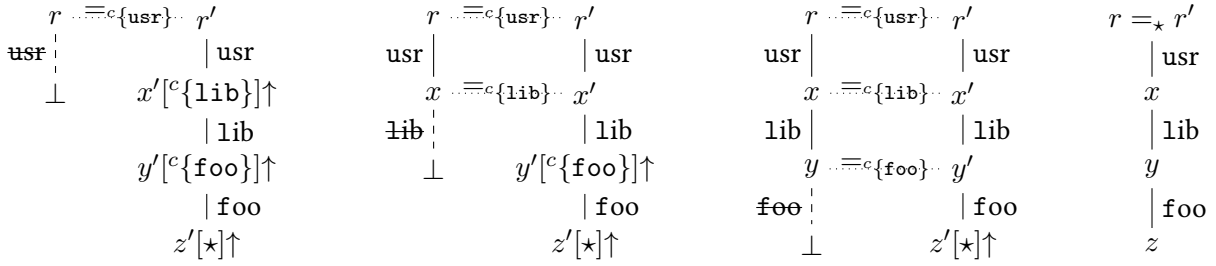 r =ᶜ{usr} r′ r =ᶜ{usr} r′ r =ᶜ{usr} r′ r =⋆ r′
usr usr usr usr usr usr usr
⊥ x′[ᶜ{lib}]↑ x =ᶜ{lib} x′ x =ᶜ{lib} x′ x
lib lib lib lib lib lib
y′[ᶜ{foo}]↑ ⊥ y′[ᶜ{foo}]↑ y =ᶜ{foo} y′ y
foo foo foo foo foo
z′[⋆]↑ z′[⋆]↑ ⊥ z′[⋆]↑ z